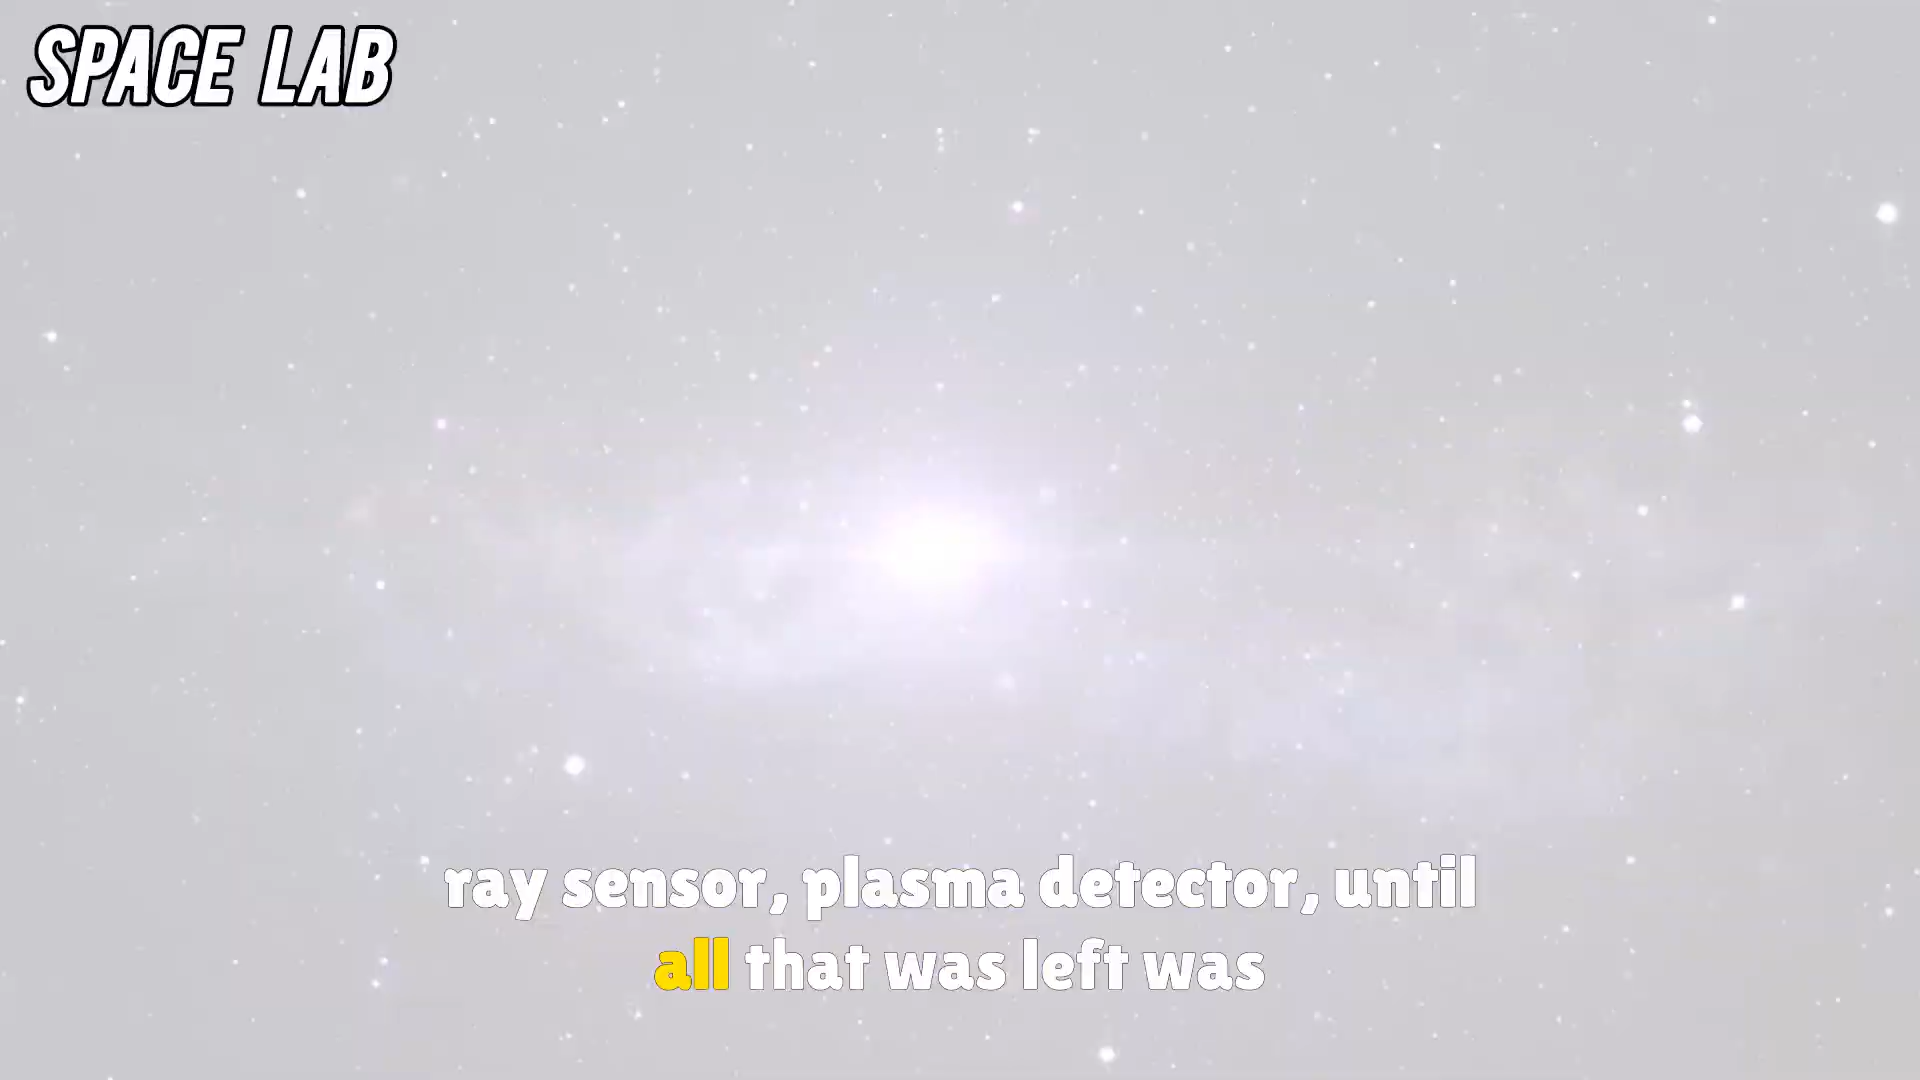 SPACE LAB
ray sensor, plasma detector, until
all that was left was